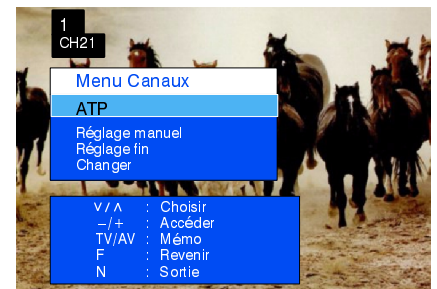 1
CH21
Menu Canaux
ATP
Réglage manuel
Réglage fin
Changer
∨/∧ : Choisir
–/+ : Accéder
TV/AV : Mémo
F : Revenir
N : Sortie